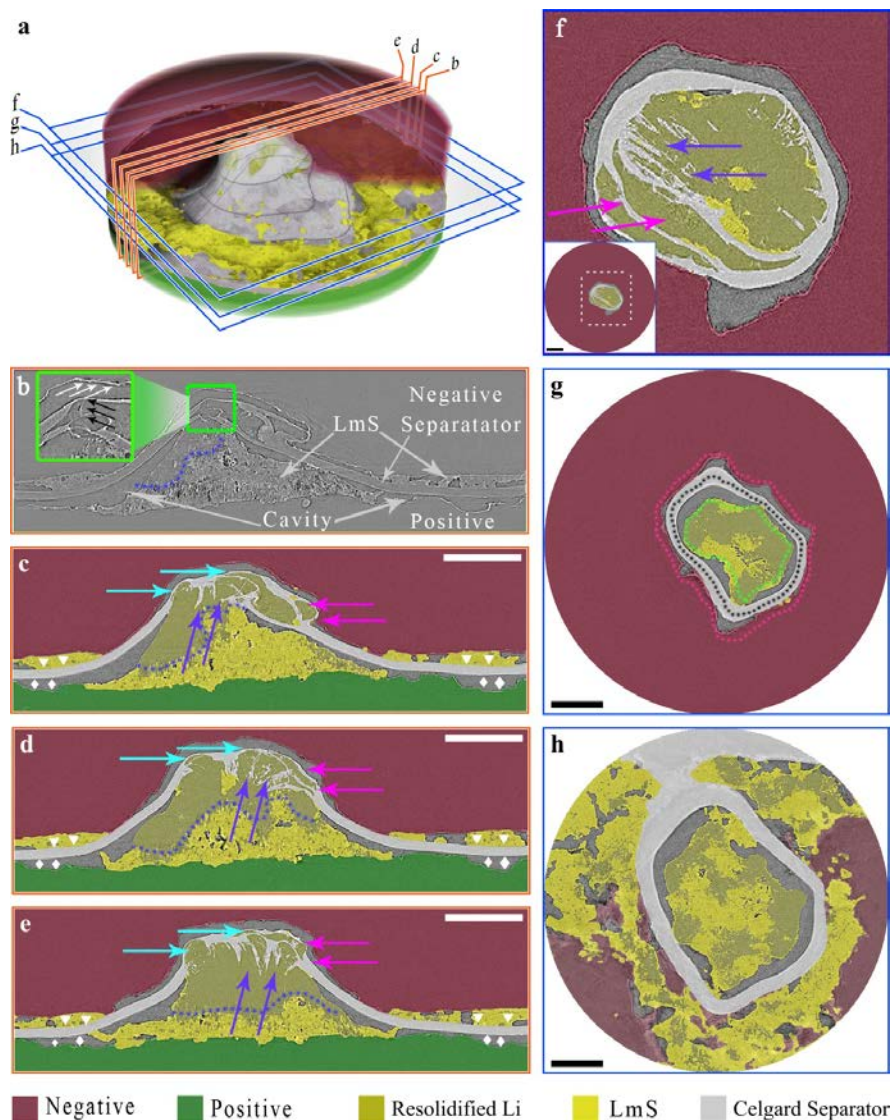 a
e
d
c
b
f
g
h
f
b
Negative
LmS
Separatator
Cavity
Positive
g
c
d
h
e
Negative
Positive
Resolidified Li
LmS
Celgard Separator